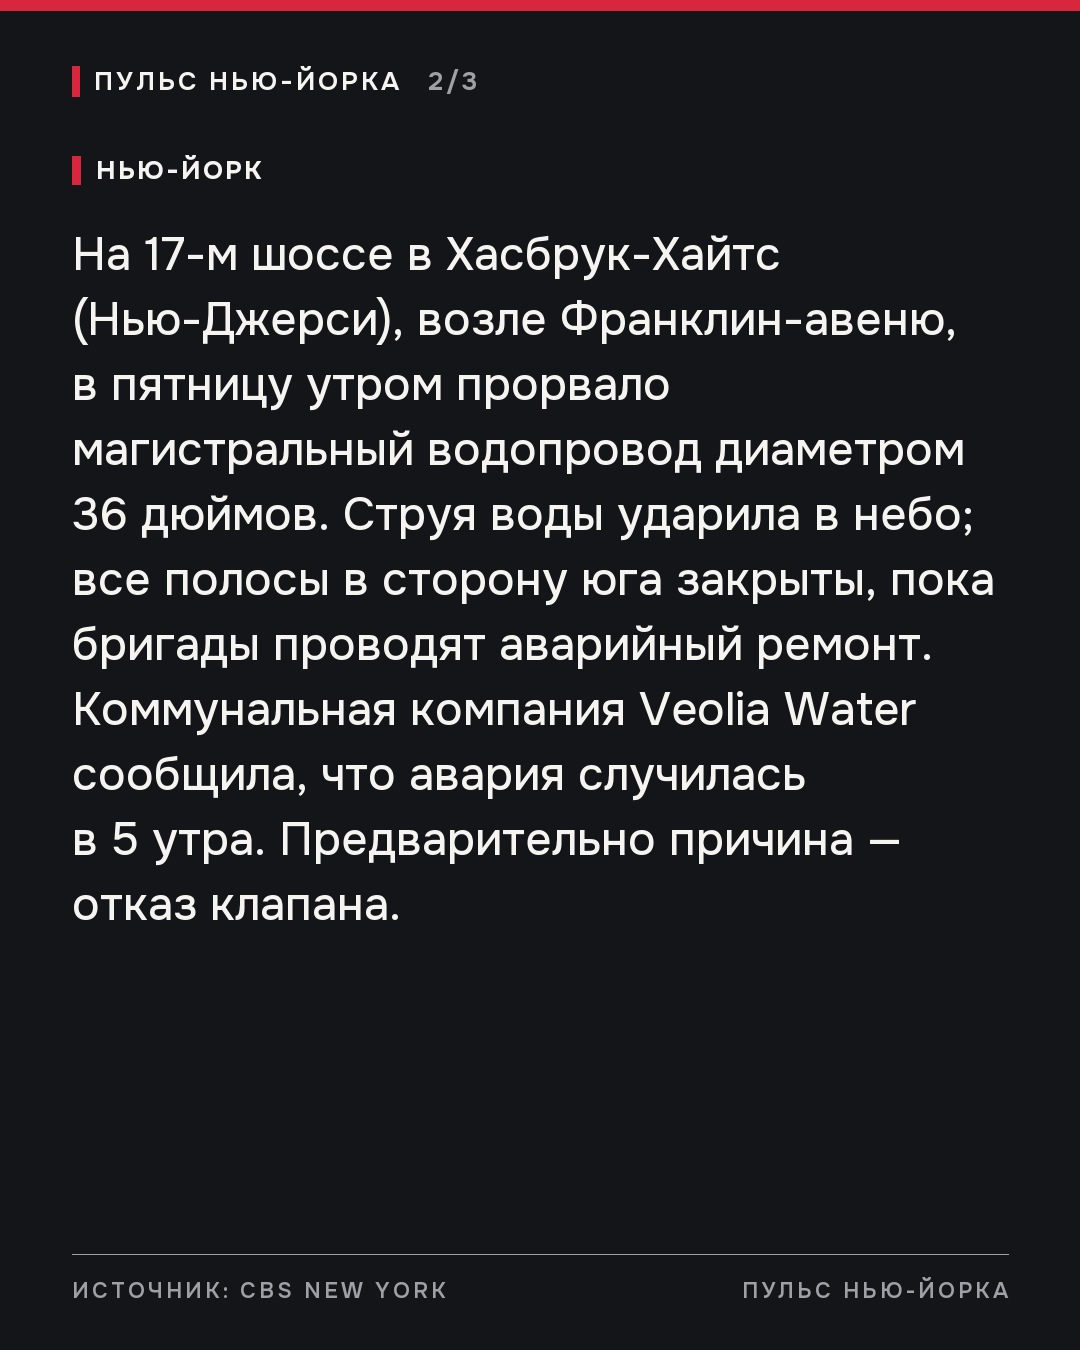 ПУЛЬС НЬЮ-ЙОРКА 2/3
НЬЮ-ЙОРК
На 17-м шоссе в Хасбрук-Хайтс
(Нью-Джерси), возле Франклин-авеню,
в пятницу утром прорвало
магистральный водопровод диаметром
36 дюймов. Струя воды ударила в небо;
все полосы в сторону юга закрыты, пока
бригады проводят аварийный ремонт.
Коммунальная компания Veolia Water
сообщила, что авария случилась
в 5 утра. Предварительно причина —
отказ клапана.
ИСТОЧНИК: CBS NEW YORK
ПУЛЬС НЬЮ-ЙОРКА